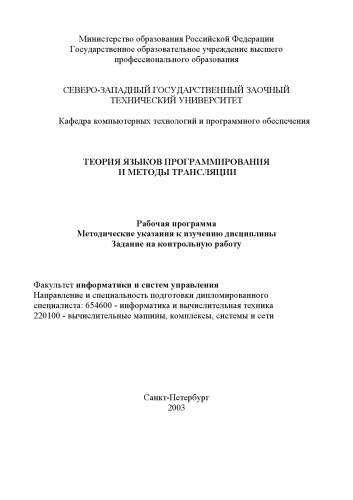 Министерство образования Российской Федерации
Государственное образовательное учреждение высшего
профессионального образования
СЕВЕРО-ЗАПАДНЫЙ ГОСУДАРСТВЕННЫЙ ЗАОЧНЫЙ
ТЕХНИЧЕСКИЙ УНИВЕРСИТЕТ
Кафедра компьютерных технологий и программного обеспечения
ТЕОРИЯ ЯЗЫКОВ ПРОГРАММИРОВАНИЯ
И МЕТОДЫ ТРАНСЛЯЦИИ
Рабочая программа
Методические указания к изучению дисциплины
Задание на контрольную работу
Факультет информатики и систем управления
Направление и специальность подготовки дипломированного
специалиста: 654600 - информатика и вычислительная техника
220100 - вычислительные машины, комплексы, системы и сети
Санкт-Петербург
2003